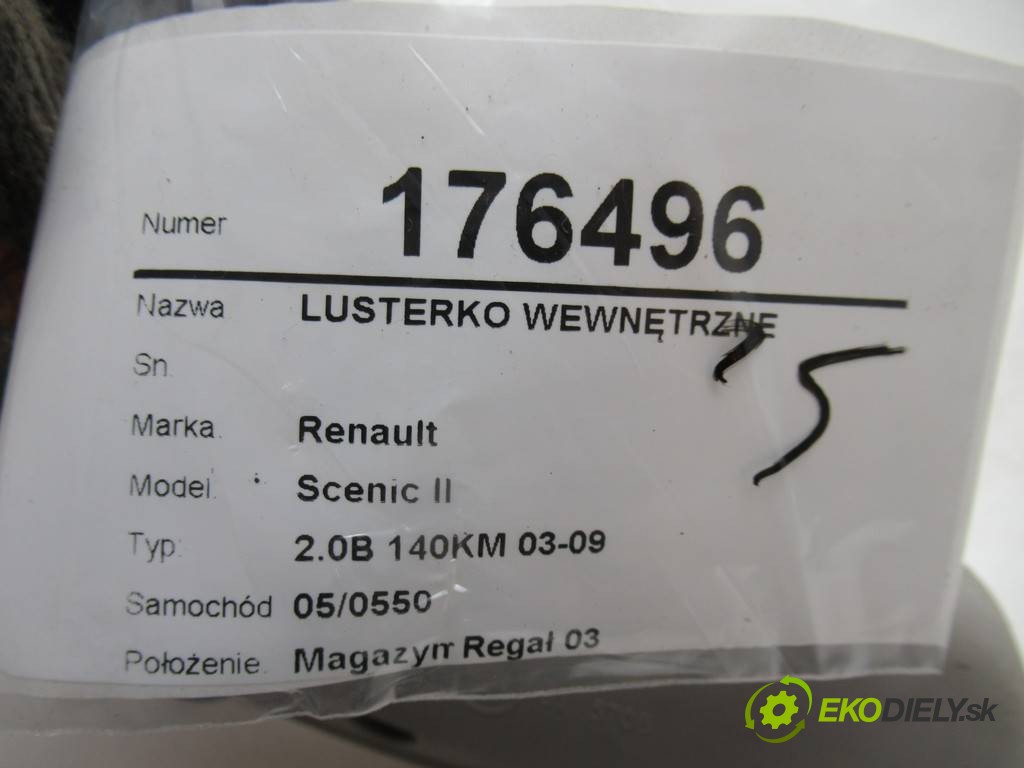 Numer 176496
Nazwa LUSTERKO WEWNĘTRZNE
Sn.
15
Marka. Renault
Model. Scenic II
Typ: 2.0B 140KM 03-09
Samochód 05/0550
Położenie. Magazyn Regał 03
EKODIELY.sk